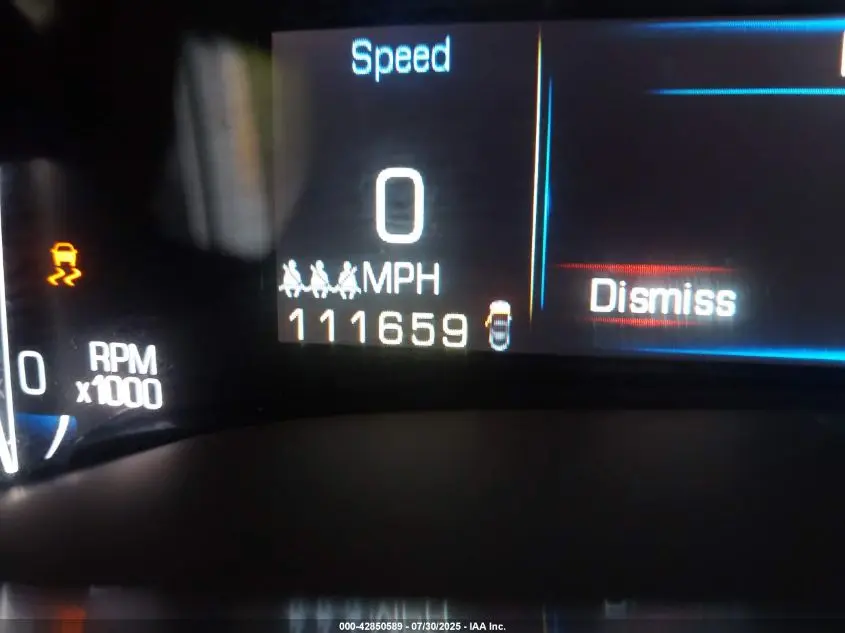 Speed
0
MPH
111659
Dismiss
0
RPM
x1000
000-42850589 - 07/30/2025 - IAA Inc.